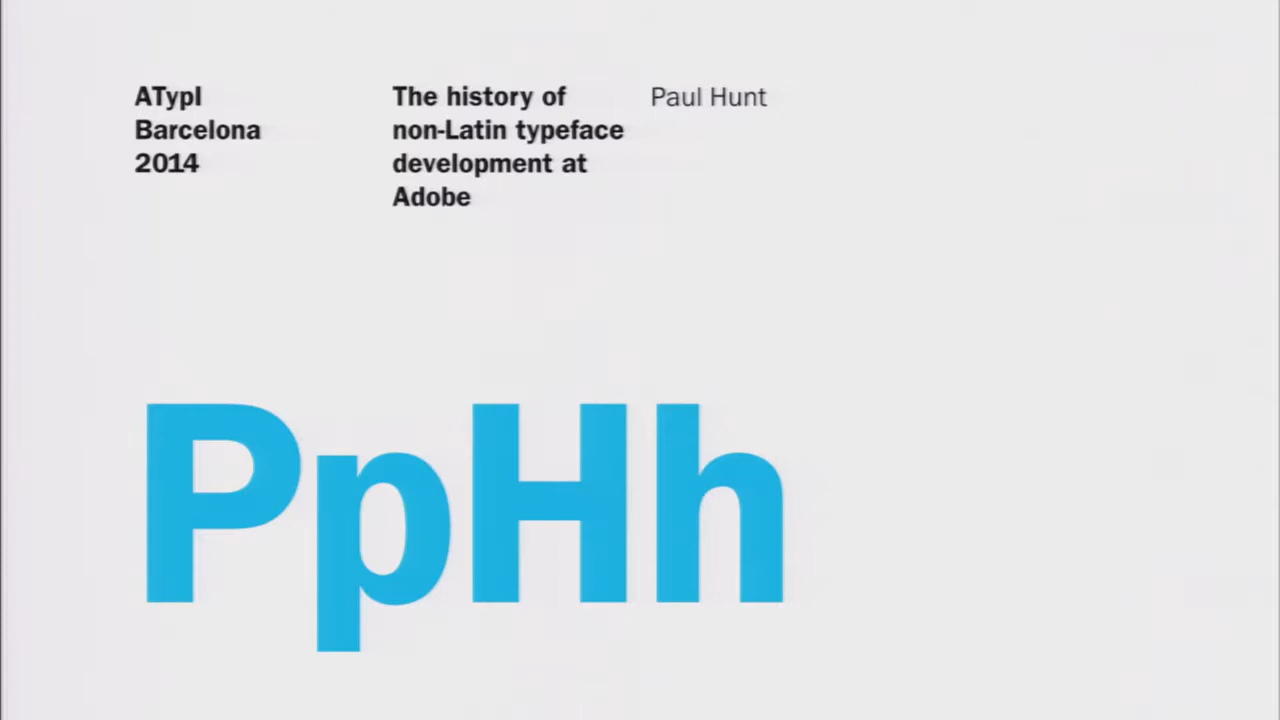 ATypI
Barcelona
2014
The history of
non-Latin typeface
development at
Adobe
Paul Hunt
PpHh